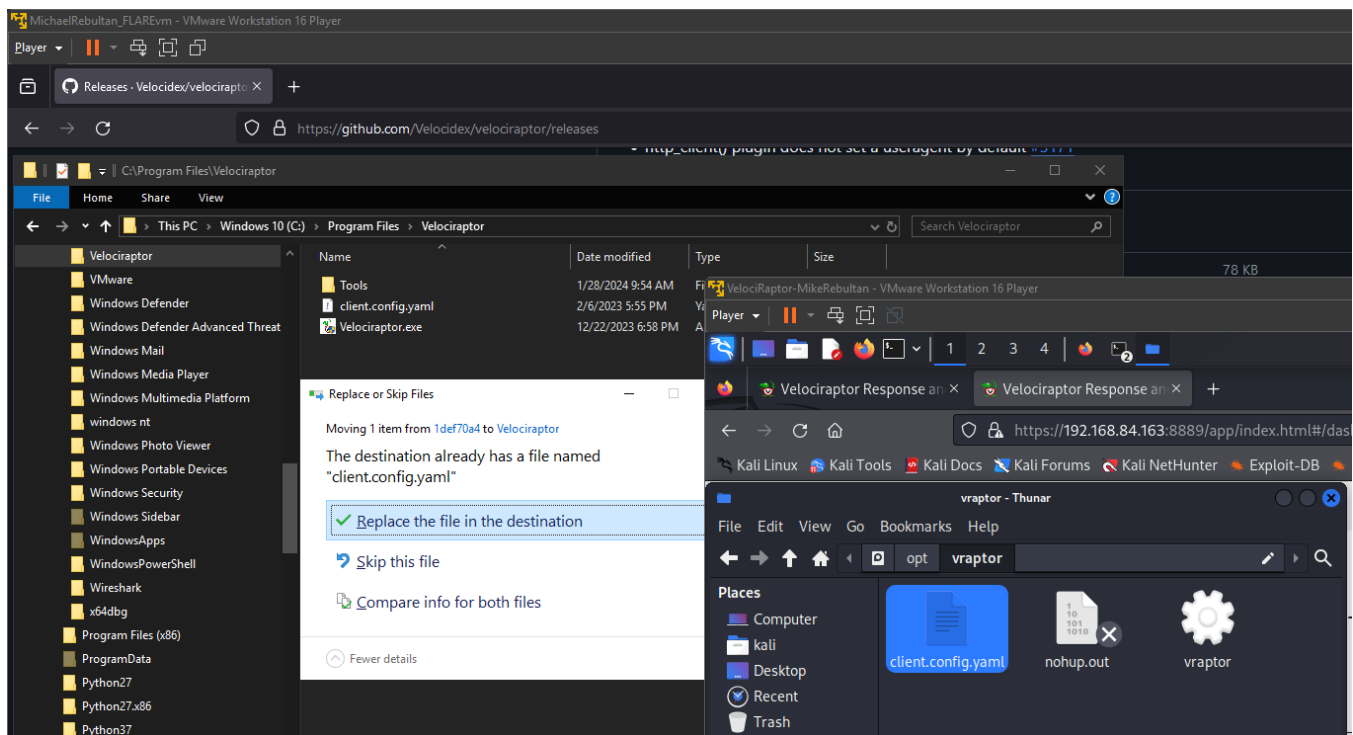 MichaelRebultan_FLAREvm - VMware Workstation 16 Player
Player
Releases · Velocidex/velocirapto
https://github.com/Velocidex/velociraptor/releases
http_client() plugin does not set a useragent by default #3171
C:\Program Files\Velociraptor
File Home Share View
This PC Windows 10 (C:) Program Files Velociraptor
Search Velociraptor
Velociraptor
VMware
Windows Defender
Windows Defender Advanced Threat
Windows Mail
Windows Media Player
Windows Multimedia Platform
windows nt
Windows Photo Viewer
Windows Portable Devices
Windows Security
Windows Sidebar
WindowsApps
WindowsPowerShell
Wireshark
x64dbg
Program Files (x86)
ProgramData
Python27
Python27.x86
Python37
Name Date modified Type Size
Tools 1/28/2024 9:54 AM Fi
client.config.yaml 2/6/2023 5:55 PM Ya
Velociraptor.exe 12/22/2023 6:58 PM A
78 KB
Replace or Skip Files
Moving 1 item from 1def70a4 to Velociraptor
The destination already has a file named
"client.config.yaml"
Replace the file in the destination
Skip this file
Compare info for both files
Fewer details
VelociRaptor-MikeRebultan - VMware Workstation 16 Player
Player
1 2 3 4 2
Velociraptor Response an
Velociraptor Response an
https://192.168.84.163:8889/app/index.html#/das
Kali Linux Kali Tools Kali Docs Kali Forums Kali NetHunter Exploit-DB
vraptor - Thunar
File Edit View Go Bookmarks Help
opt vraptor
Places
Computer
kali
Desktop
Recent
Trash
1
10
101
1010
client.config.yaml nohup.out vraptor